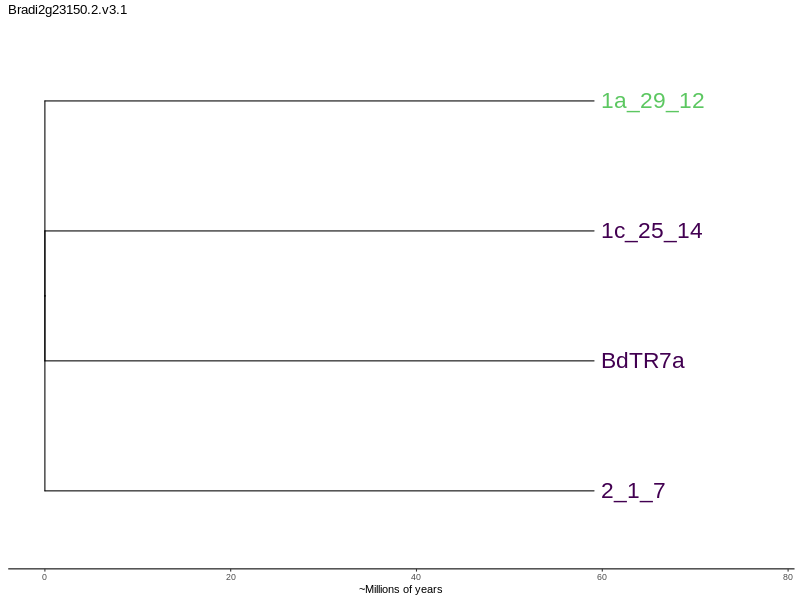 Bradi2g23150.2.v3.1
1a_29_12
1c_25_14
BdTR7a
2_1_7
0 20 40 60 80
~Millions of years